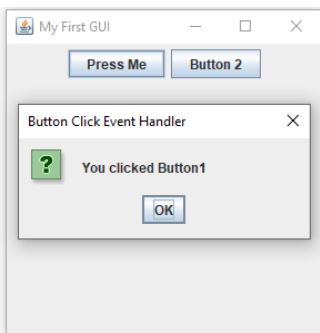 My First GUI
Press Me Button 2
Button Click Event Handler
?
You clicked Button1
OK